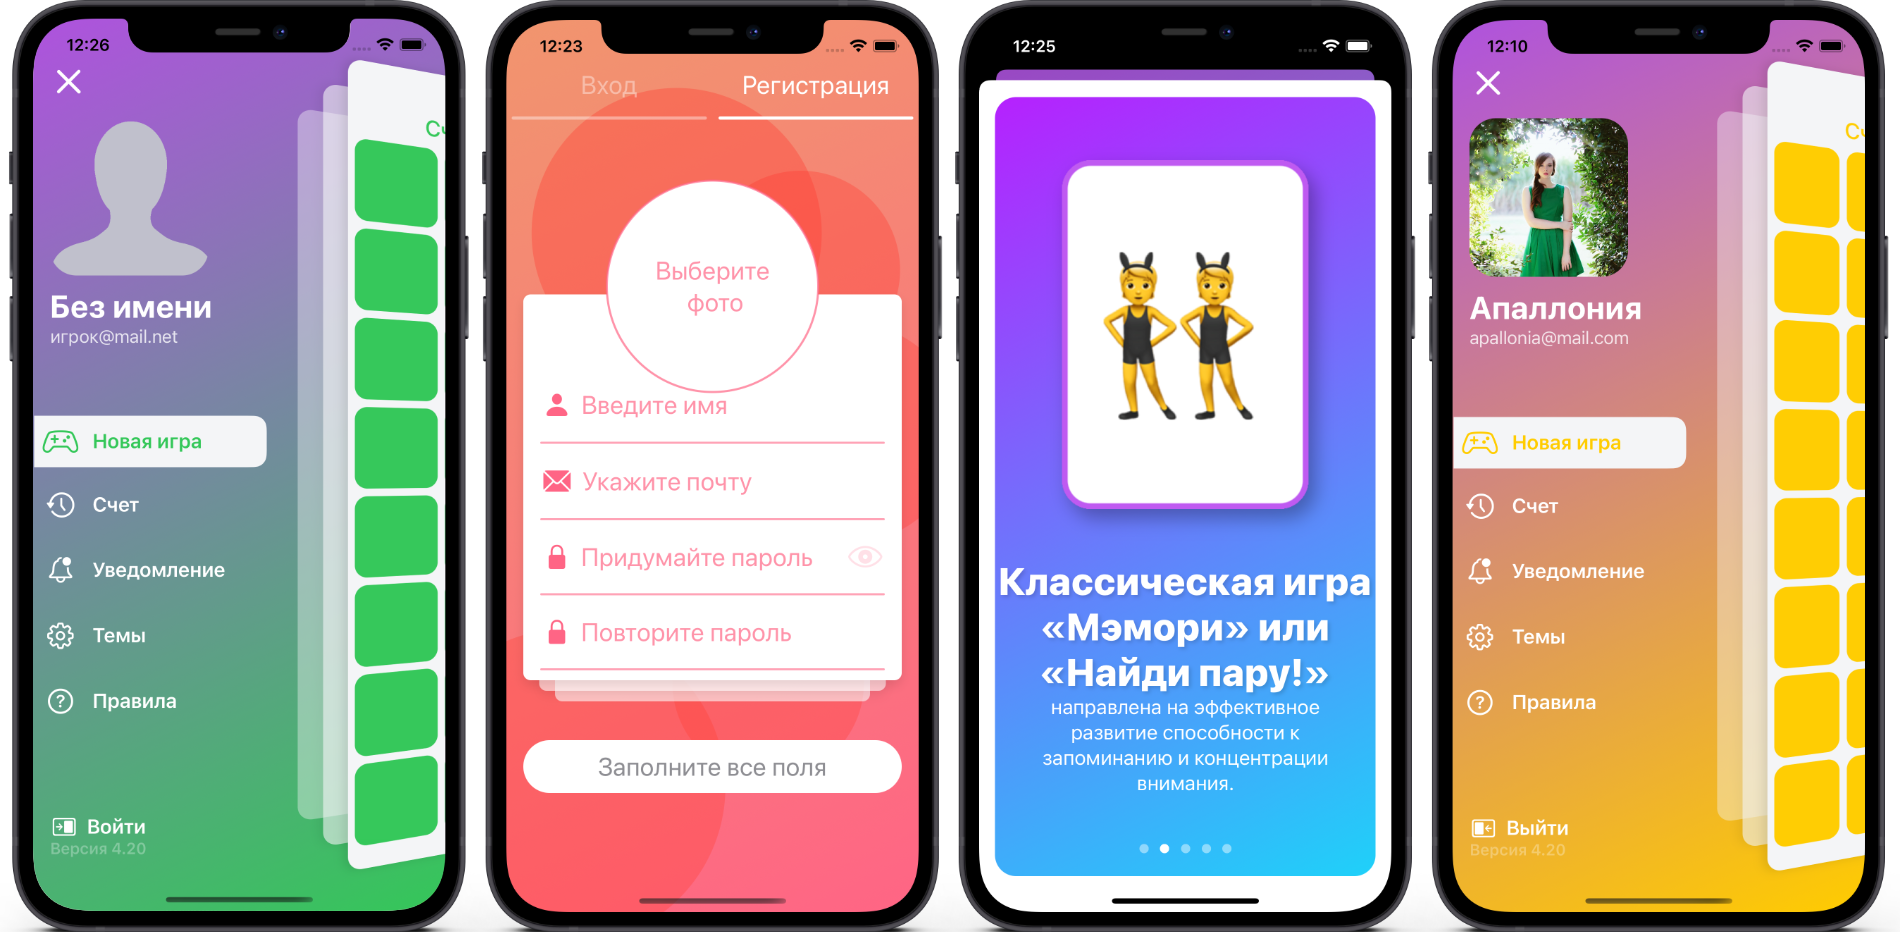 12:26
Сч
Без имени
игрок@mail.net
Новая игра
Счет
Уведомление
Темы
Правила
Войти
Версия 4.20
12:23
Вход
Регистрация
Выберите
фото
Введите имя
Укажите почту
Придумайте пароль
Повторите пароль
Заполните все поля
12:25
Классическая игра
«Мэмори» или
«Найди пару!»
направлена на эффективное
развитие способности к
запоминанию и концентрации
внимания.
12:10
Сч
Апаллония
apallonia@mail.com
Новая игра
Счет
Уведомление
Темы
Правила
Выйти
Версия 4.20